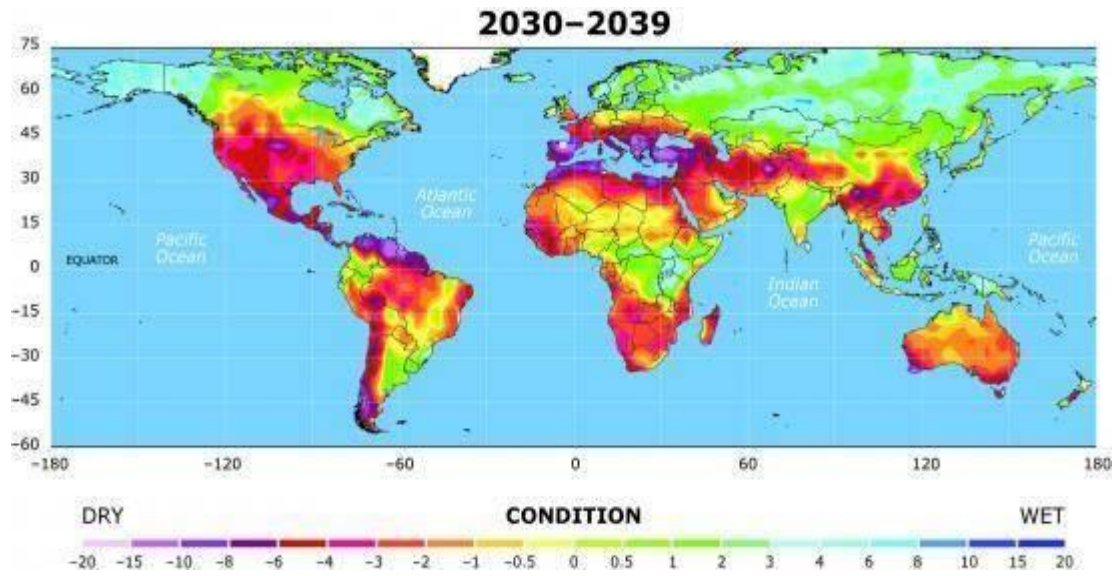 2030–2039
75
60
45
30
15
0
–15
–30
–45
–60
Atlantic
Ocean
Pacific
Ocean
EQUATOR
Indian
Ocean
Pacific
Ocean
–180 –120 –60 0 60 120 180
DRY CONDITION WET
–20 –15 –10 –8 –6 –4 –3 –2 –1 –0.5 0 0.5 1 2 3 4 6 8 10 15 20